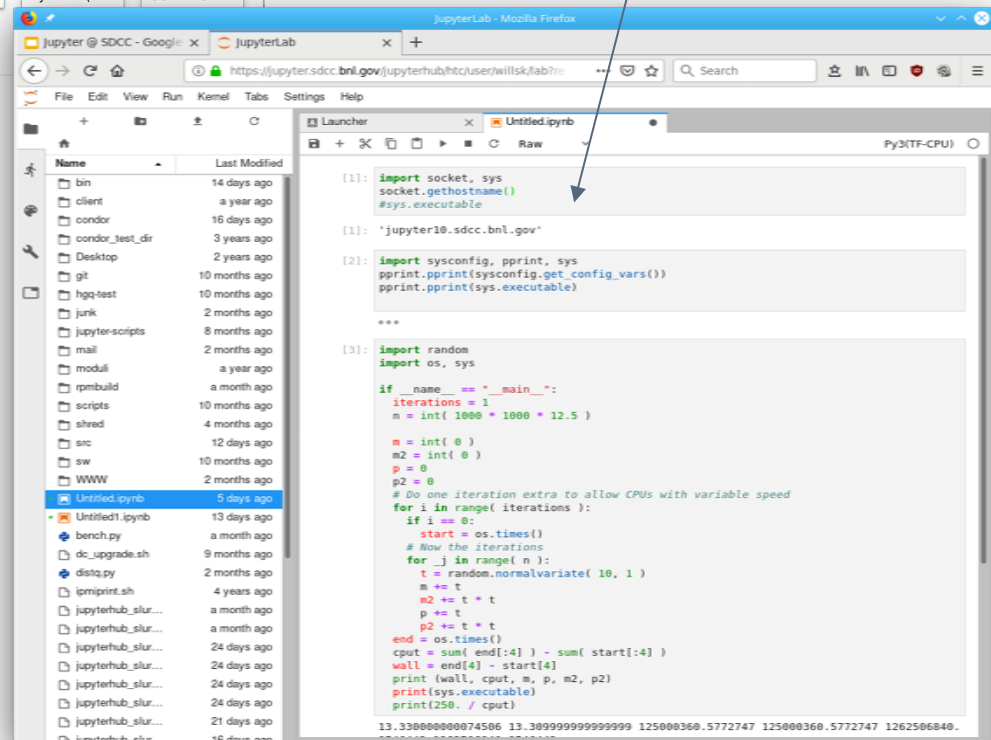 JupyterLab - Mozilla Firefox
Jupyter @ SDCC - Google
JupyterLab
https://jupyter.sdcc.bnl.gov/jupyterhub/htc/user/willsk/lab?re
Search
File Edit View Run Kernel Tabs Settings Help
Launcher
Untitled.ipynb
Raw
Py3(TF-CPU)
Name Last Modified
bin 14 days ago
client a year ago
condor 16 days ago
condor_test_dir 3 years ago
Desktop 2 years ago
git 10 months ago
hgq-test 10 months ago
junk 2 months ago
jupyter-scripts 8 months ago
mail 2 months ago
moduli a year ago
rpmbuild a month ago
scripts 10 months ago
shred 4 months ago
src 12 days ago
sw 10 months ago
WWW 2 months ago
Untitled.ipynb 5 days ago
Untitled1.ipynb 13 days ago
bench.py a month ago
dc_upgrade.sh 9 months ago
distq.py 2 months ago
ipmiprint.sh 4 years ago
jupyterhub_slur... a month ago
jupyterhub_slur... a month ago
jupyterhub_slur... 24 days ago
jupyterhub_slur... 24 days ago
jupyterhub_slur... 24 days ago
jupyterhub_slur... 24 days ago
jupyterhub_slur... 21 days ago
[1]: import socket, sys
socket.gethostname()
#sys.executable
[1]: 'jupyter10.sdcc.bnl.gov'
[2]: import sysconfig, pprint, sys
pprint.pprint(sysconfig.get_config_vars())
pprint.pprint(sys.executable)
[3]: import random
import os, sys
if __name__ == "__main__":
iterations = 1
n = int( 1000 * 1000 * 12.5 )
m = int( 0 )
m2 = int( 0 )
p = 0
p2 = 0
# Do one iteration extra to allow CPUs with variable speed
for i in range( iterations ):
if i == 0:
start = os.times()
# Now the iterations
for _j in range( n ):
t = random.normalvariate( 10, 1 )
m += t
m2 += t * t
p += t
p2 += t * t
end = os.times()
cput = sum( end[:4] ) - sum( start[:4] )
wall = end[4] - start[4]
print (wall, cput, m, p, m2, p2)
print(sys.executable)
print(250. / cput)
13.330000000074506 13.309999999999999 125000360.5772747 125000360.5772747 1262506840.